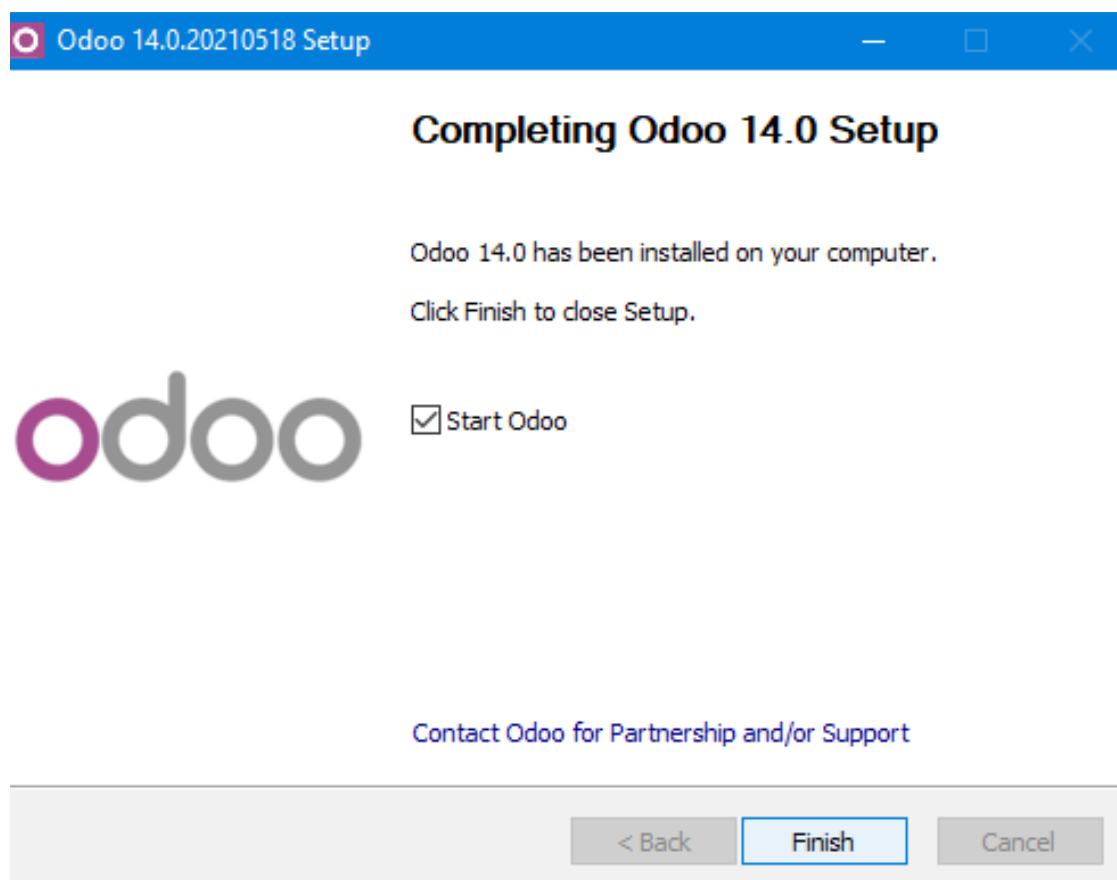 Odoo 14.0.20210518 Setup
Completing Odoo 14.0 Setup
Odoo 14.0 has been installed on your computer.
Click Finish to close Setup.
odoo
Start Odoo
Contact Odoo for Partnership and/or Support
< Back
Finish
Cancel